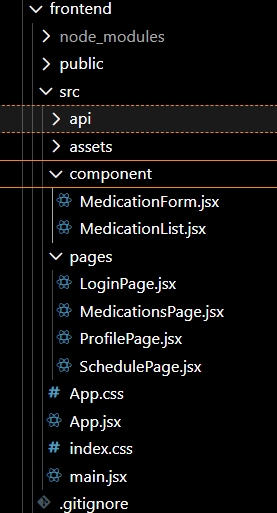 frontend
node_modules
public
src
api
assets
component
MedicationForm.jsx
MedicationList.jsx
pages
LoginPage.jsx
MedicationsPage.jsx
ProfilePage.jsx
SchedulePage.jsx
# App.css
App.jsx
# index.css
main.jsx
.gitignore